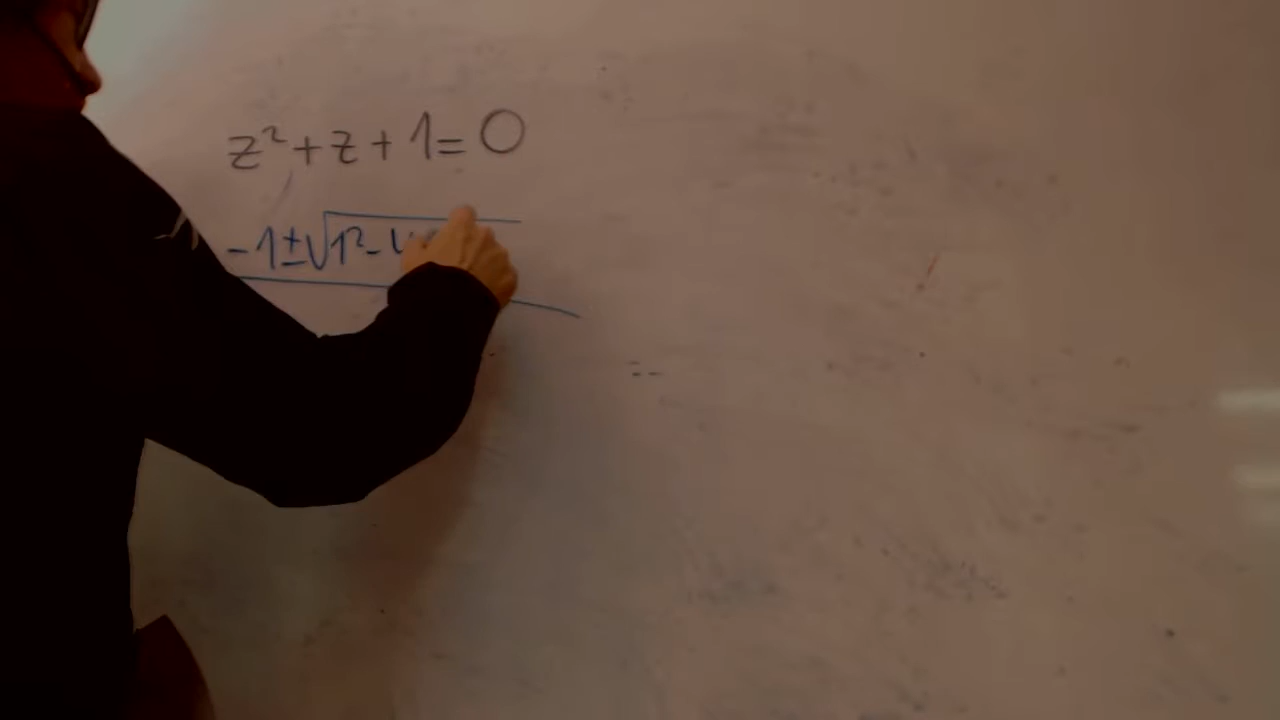 z² + z + 1 = 0
-1 ± √1² - 4